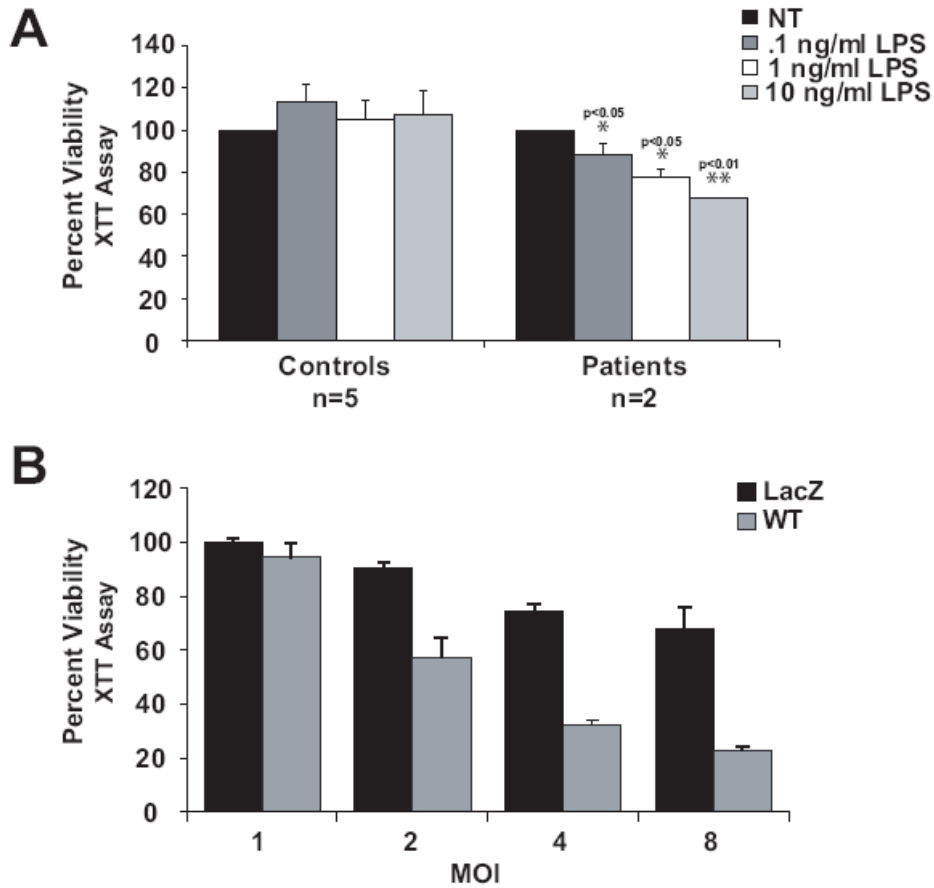 A
NT
.1 ng/ml LPS
1 ng/ml LPS
10 ng/ml LPS
Percent Viability
XTT Assay
140
120
100
80
60
40
20
0
p<0.05
*
p<0.05
*
p<0.01
**
Controls
n=5
Patients
n=2
B
LacZ
WT
Percent Viability
XTT Assay
120
100
80
60
40
20
0
1
2
4
8
MOI